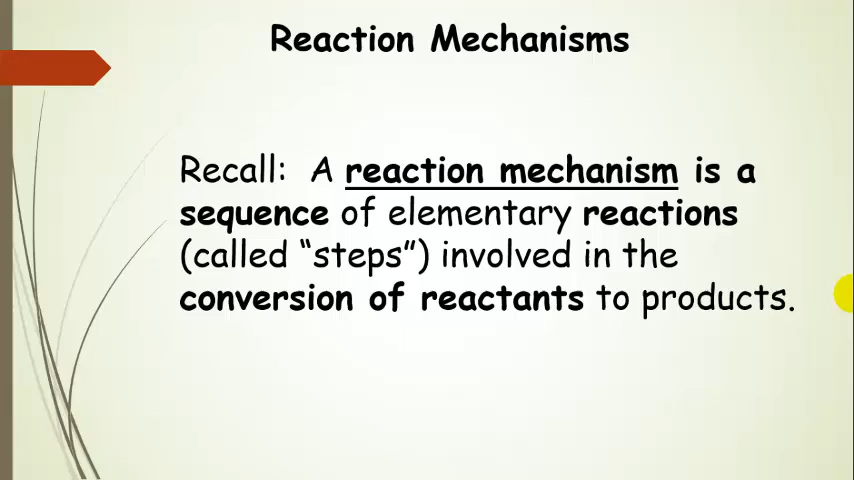 Reaction Mechanisms
Recall: A reaction mechanism is a
sequence of elementary reactions
(called “steps”) involved in the
conversion of reactants to products.